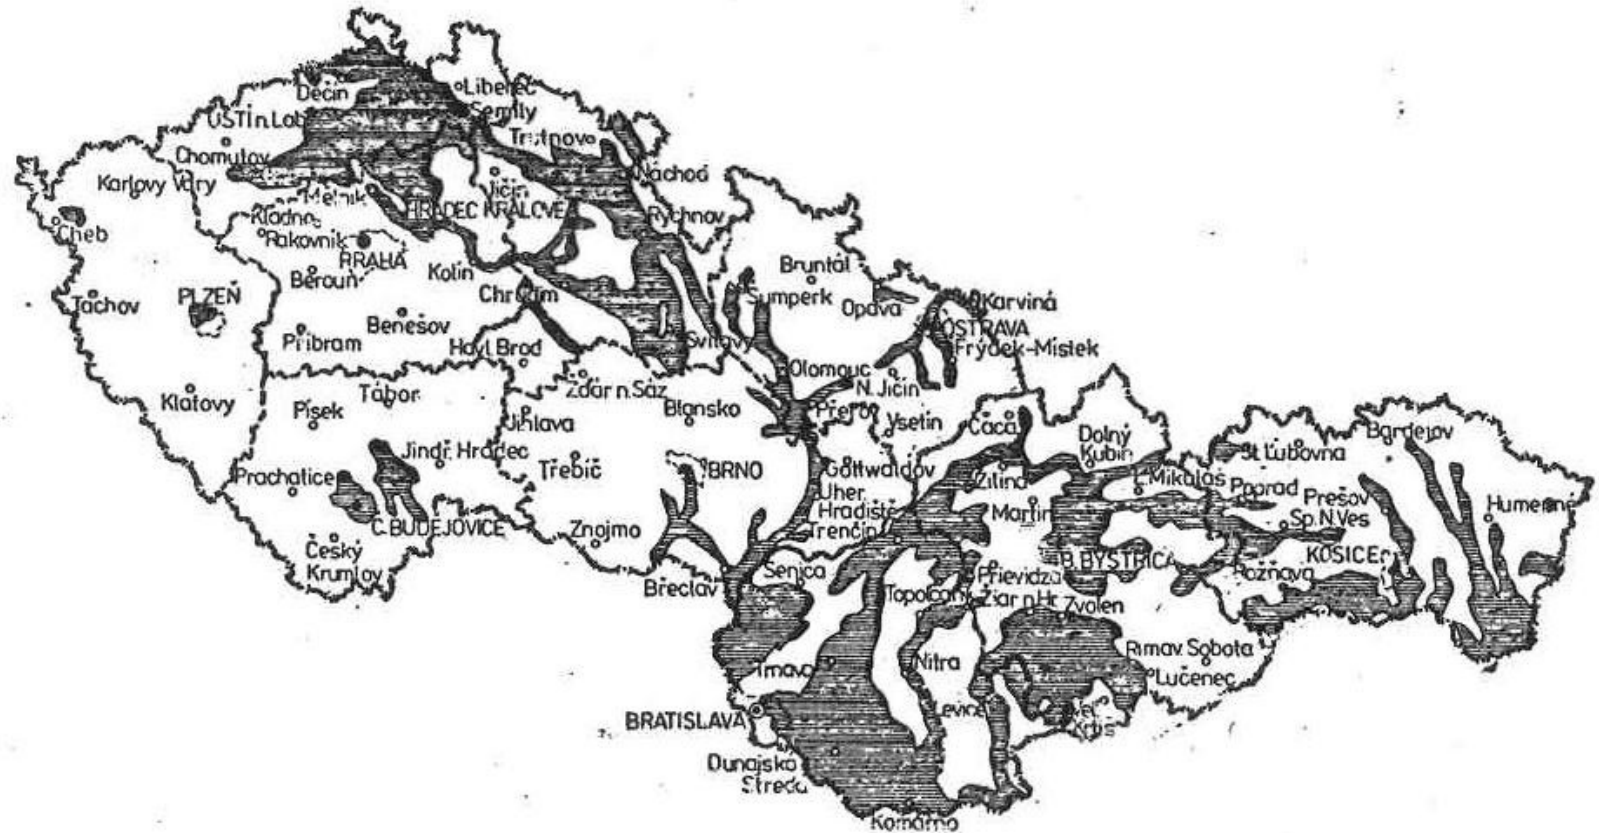 Děčín
Liberec
Semily
ÚSTÍ n.Lab
Trutnov
Chomutov
Karlovy Vary
Náchod
Jičín
Mělník
HRADEC KRÁLOVÉ
Kladno
Rychnov
Cheb
Rakovník
PRAHA
Kolín
Beroun
Bruntál
Tachov
PLZEŇ
Chrudim
Šumperk
Opava
Karviná
Benešov
OSTRAVA
Příbram
Havl. Brod
Svitavy
Frýdek-Místek
Olomouc
N. Jičín
Žďár n. Sáz
Klatovy
Tábor
Písek
Blansko
Přerov
Vsetín
Jihlava
Čaca
Dolný
Kubín
Bardejov
St. Ľubovňa
Jindř. Hradec
Třebíč
BRNO
Gottwaldov
Prachatice
Žilina
L. Mikuláš
Poprad
Prešov
Uher.
Hradiště
Humenné
Martin
Sp. N. Ves
Trenčín
Č. BUDĚJOVICE
Znojmo
Český
Krumlov
B. BYSTRICA
KOŠICE
Břeclav
Senica
Prievidza
Rožňava
Topoľčany
Žiar n. Hr.
Zvolen
Rimav. Sobota
Nitra
Trnava
Lučenec
Levice
BRATISLAVA
Dunajská
Streda
Komárno